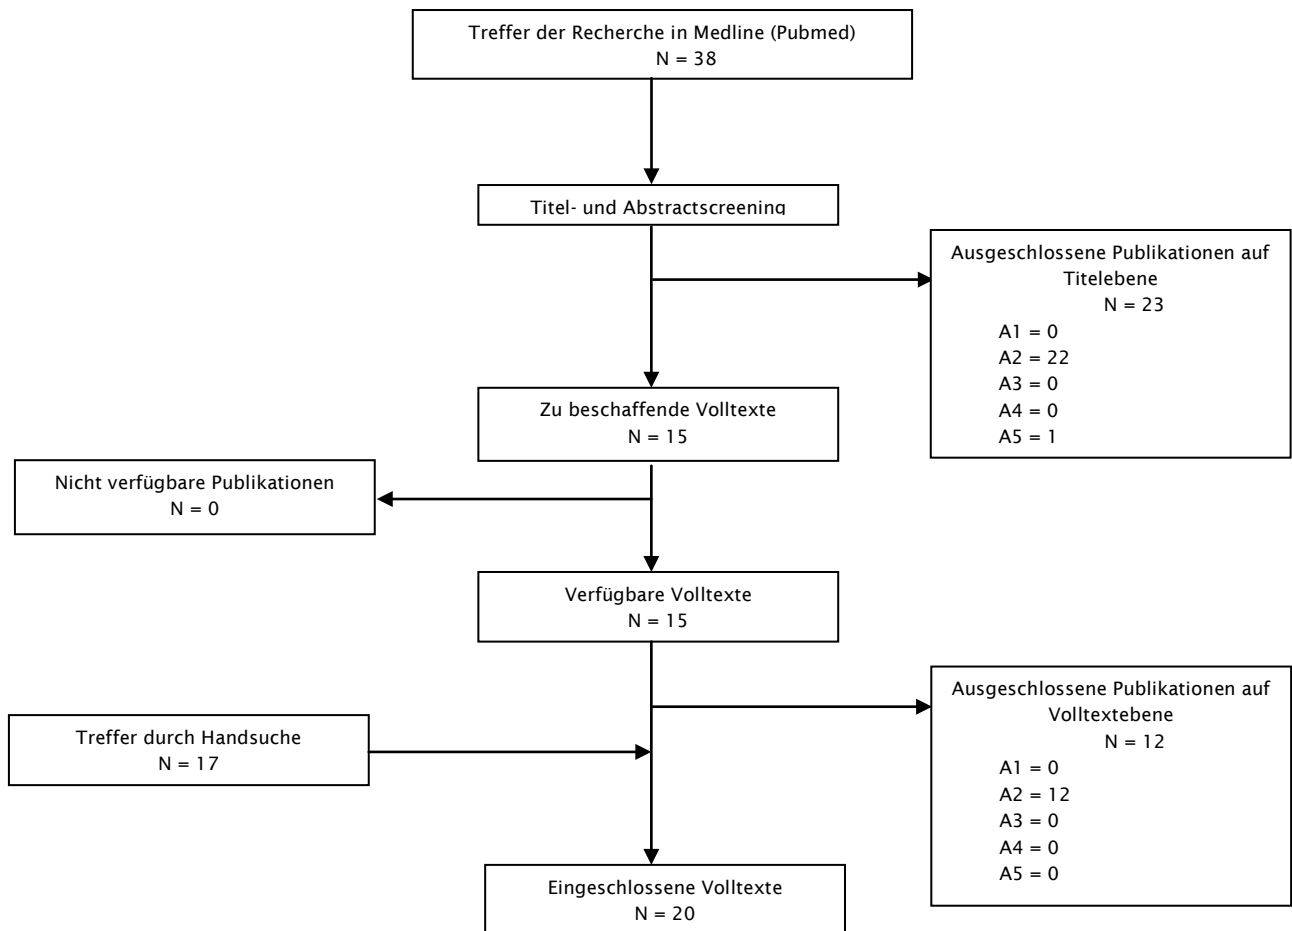 Treffer der Recherche in Medline (Pubmed)
N = 38
Titel- und Abstractscreening
Ausgeschlossene Publikationen auf
Titelebene
N = 23
A1 = 0
A2 = 22
A3 = 0
A4 = 0
A5 = 1
Zu beschaffende Volltexte
N = 15
Nicht verfügbare Publikationen
N = 0
Verfügbare Volltexte
N = 15
Ausgeschlossene Publikationen auf
Volltextebene
N = 12
A1 = 0
A2 = 12
A3 = 0
A4 = 0
A5 = 0
Treffer durch Handsuche
N = 17
Eingeschlossene Volltexte
N = 20